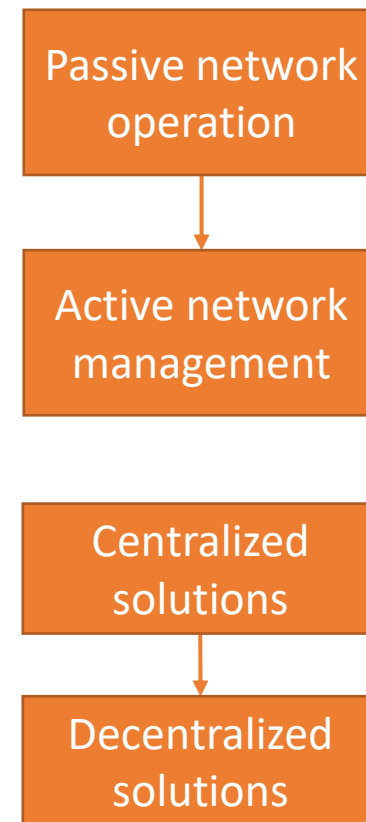 Passive network
operation
Active network
management
Centralized
solutions
Decentralized
solutions